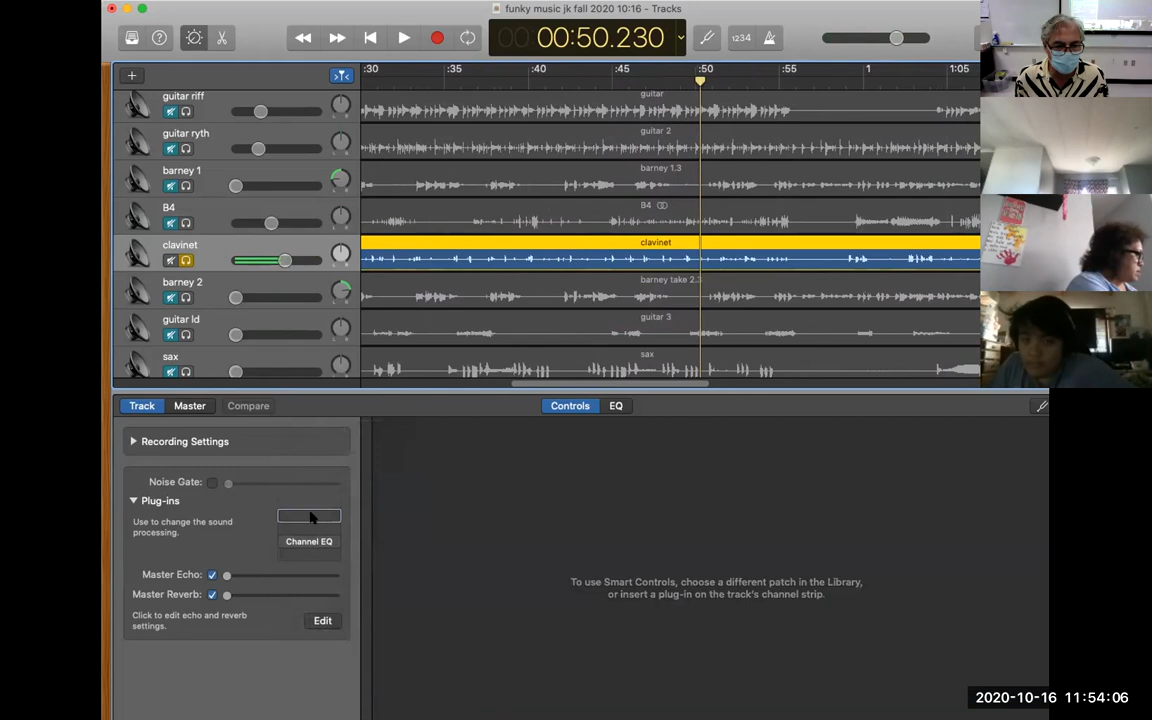 funky music jk fall 2020 10:16 - Tracks
00:50.230
1234
:30 :35 :40 :45 :50 :55 1 1:05
guitar riff
guitar
guitar ryth
guitar 2
barney 1
barney 1.3
B4
B4
clavinet
clavinet
barney 2
barney take 2.3
guitar ld
guitar 3
sax
sax
Track Master Compare Controls EQ
Recording Settings
Noise Gate:
Plug-ins
Use to change the sound
processing.
Channel EQ
Master Echo:
Master Reverb:
Click to edit echo and reverb
settings.
Edit
To use Smart Controls, choose a different patch in the Library,
or insert a plug-in on the track's channel strip.
2020-10-16 11:54:06